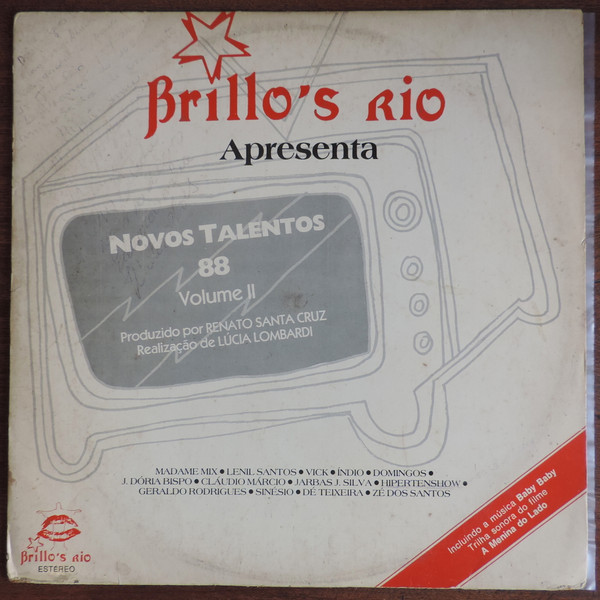 Brillo's Rio
Apresenta
NOVOS TALENTOS
88
Volume II
Produzido por RENATO SANTA CRUZ
Realização de LÚCIA LOMBARDI
MADAME MIX ● LENIL SANTOS ● VICK ● ÍNDIO ● DOMINGOS ●
J. DÓRIA BISPO ● CLÁUDIO MÁRCIO ● JARBAS J. SILVA ● HIPERTENSHOW ●
GERALDO RODRIGUES ● SINÉSIO ● DÉ TEIXEIRA ● ZÉ DOS SANTOS
Incluindo a música Baby Baby
Trilha sonora do filme
A Menina do Lado
Brillo's Rio
ESTÉREO